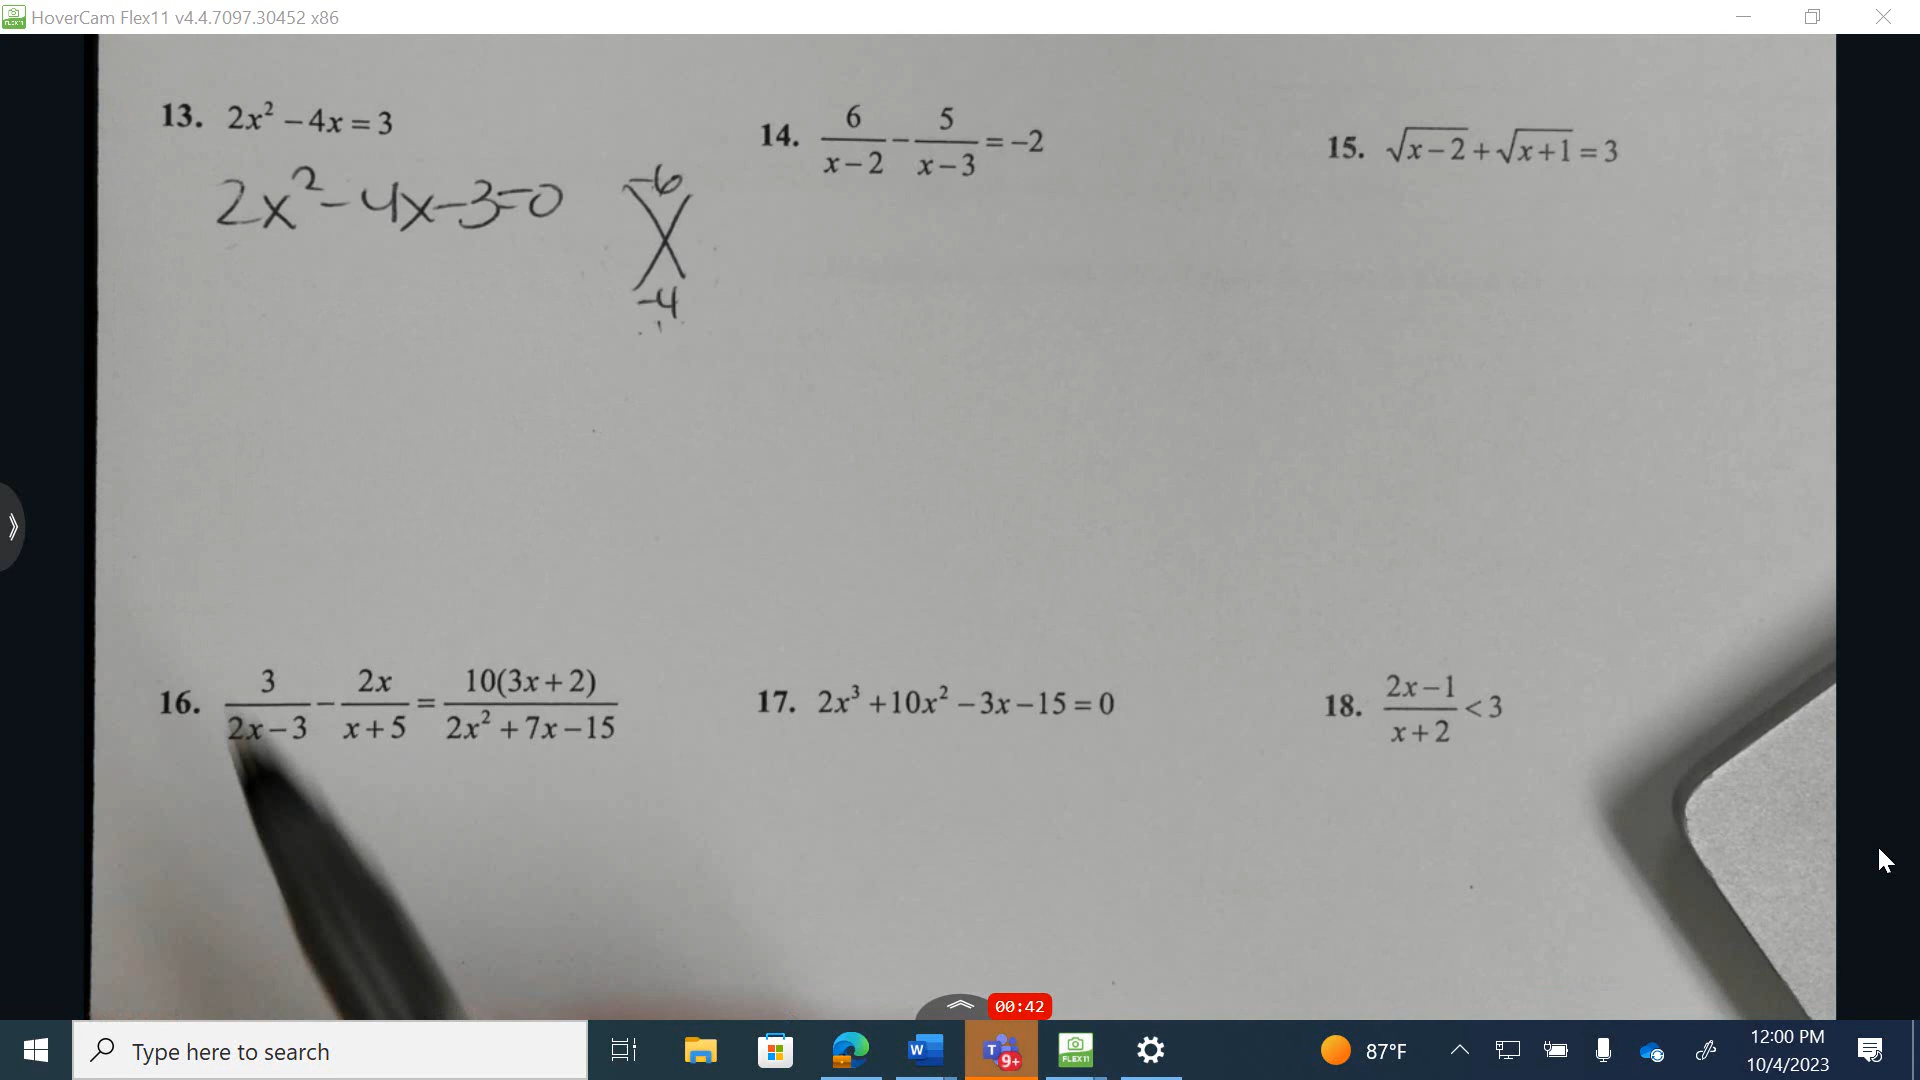 HoverCam Flex11 v4.4.7097.30452 x86
13. 2x² – 4x = 3
2x² - 4x - 3 = 0
-6
-4
14. 6/(x – 2) – 5/(x – 3) = –2
15. √(x – 2) + √(x + 1) = 3
16. 3/(2x – 3) – 2x/(x + 5) = 10(3x + 2)/(2x² + 7x – 15)
17. 2x³ + 10x² – 3x – 15 = 0
18. (2x – 1)/(x + 2) < 3
00:42
Type here to search
W
T
9+
FLEX11
87°F
12:00 PM
10/4/2023